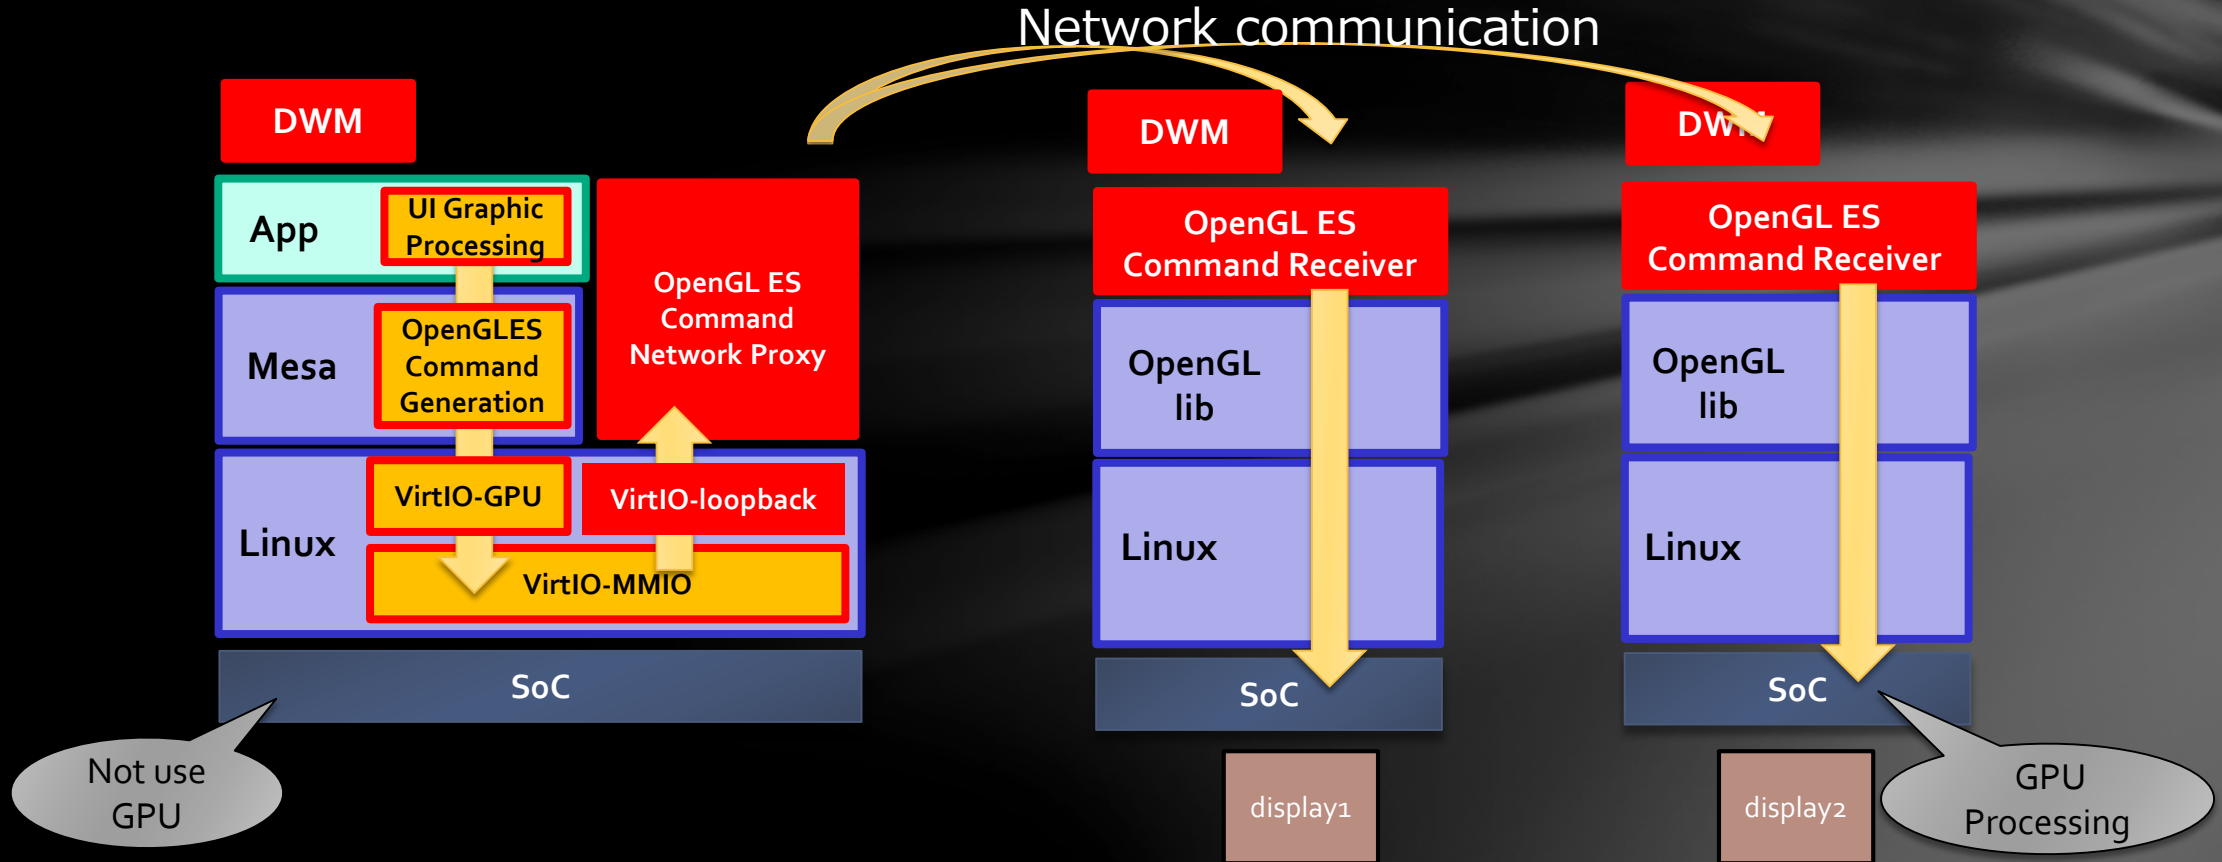 Network communication
DWM
App
UI Graphic
Processing
Mesa
OpenGLES
Command
Generation
OpenGL ES
Command
Network Proxy
Linux
VirtIO-GPU
VirtIO-loopback
VirtIO-MMIO
SoC
Not use
GPU
DWM
OpenGL ES
Command Receiver
OpenGL
lib
Linux
SoC
display1
DWM
OpenGL ES
Command Receiver
OpenGL
lib
Linux
SoC
display2
GPU
Processing